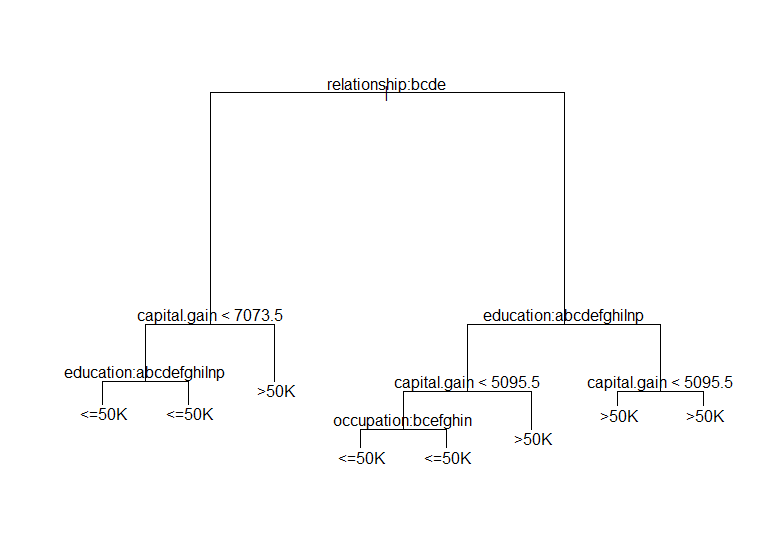 relationship:bcde
capital.gain < 7073.5
education:abcdefghilnp
education:abcdefghilnp
capital.gain < 5095.5
capital.gain < 5095.5
>50K
<=50K
<=50K
occupation:bcefghin
>50K
>50K
>50K
<=50K
<=50K